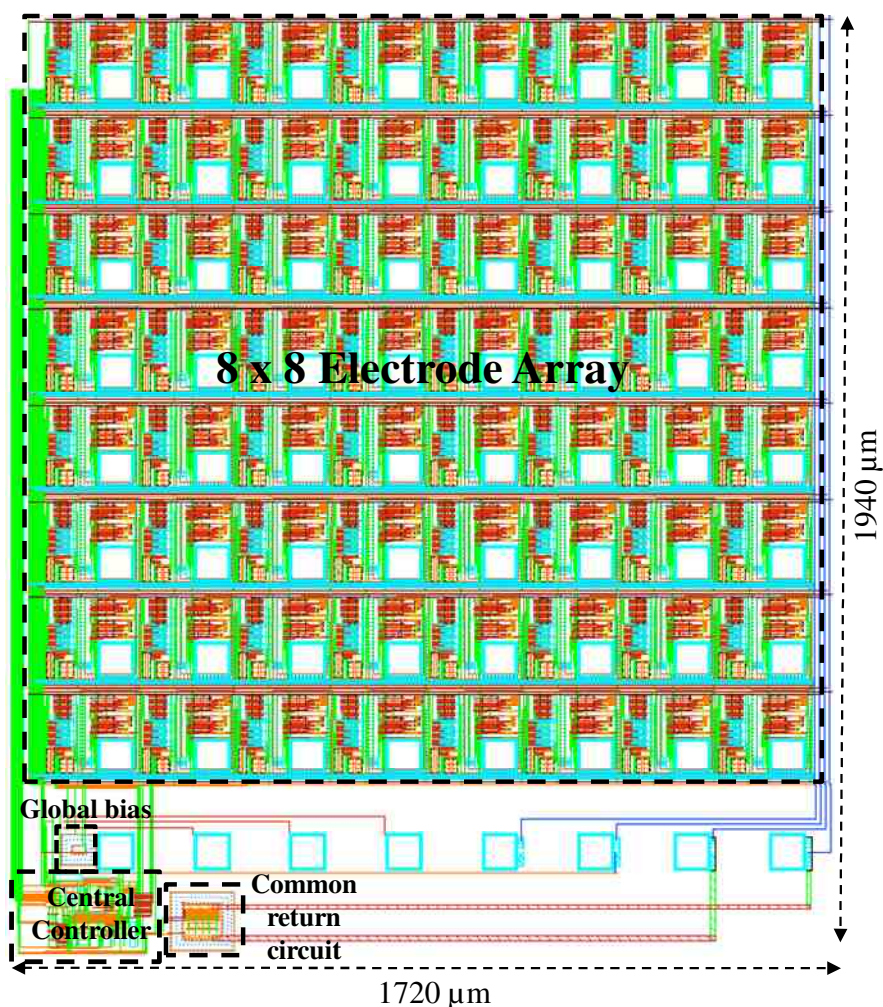 8 x 8 Electrode Array
1940 µm
Global bias
Central
Controller
Common
return
circuit
1720 µm